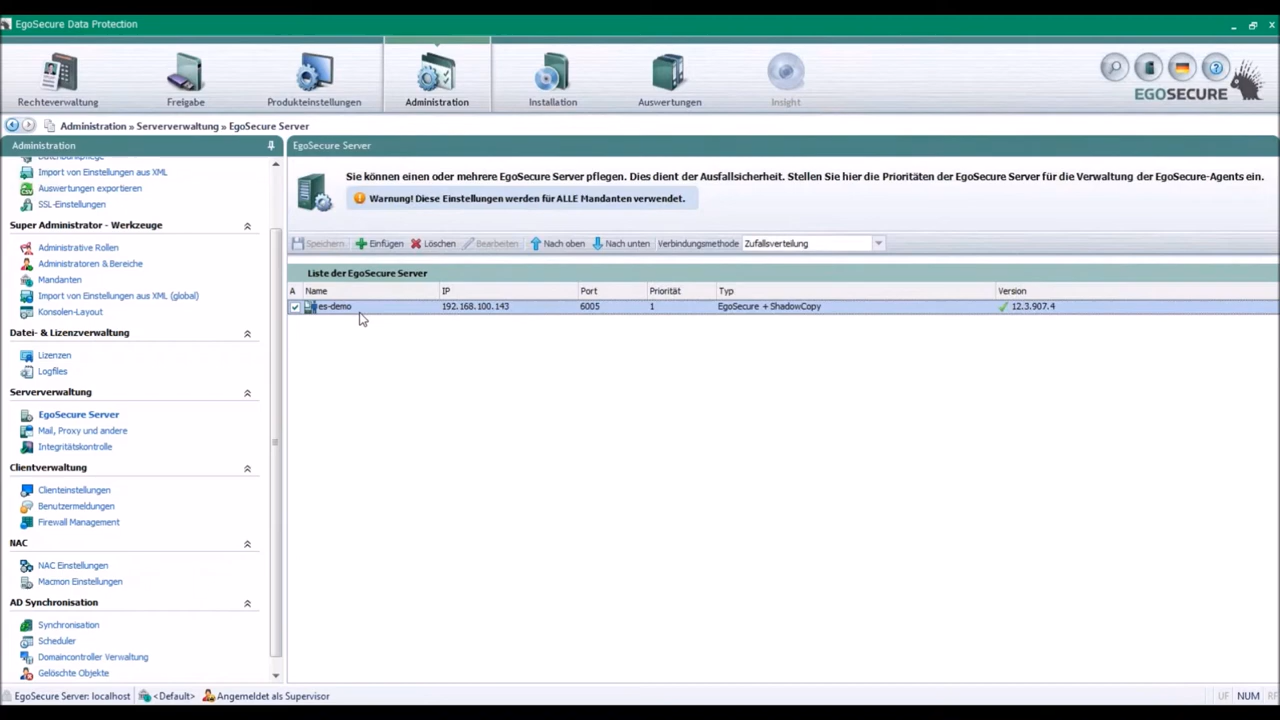 EgoSecure Data Protection
Rechteverwaltung
Freigabe
Produkteinstellungen
Administration
Installation
Auswertungen
Insight
EGOSECURE
Administration » Serververwaltung » EgoSecure Server
Administration
Datenbankpflege
Import von Einstellungen aus XML
Auswertungen exportieren
SSL-Einstellungen
Super Administrator - Werkzeuge
Administrative Rollen
Administratoren & Bereiche
Mandanten
Import von Einstellungen aus XML (global)
Konsolen-Layout
Datei- & Lizenzverwaltung
Lizenzen
Logfiles
Serververwaltung
EgoSecure Server
Mail, Proxy und andere
Integritätskontrolle
Clientverwaltung
Clienteinstellungen
Benutzermeldungen
Firewall Management
NAC
NAC Einstellungen
Macmon Einstellungen
AD Synchronisation
Synchronisation
Scheduler
Domaincontroller Verwaltung
Gelöschte Objekte
EgoSecure Server
Sie können einen oder mehrere EgoSecure Server pflegen. Dies dient der Ausfallsicherheit. Stellen Sie hier die Prioritäten der EgoSecure Server für die Verwaltung der EgoSecure-Agents ein.
Warnung! Diese Einstellungen werden für ALLE Mandanten verwendet.
Speichern Einfügen Löschen Bearbeiten Nach oben Nach unten Verbindungsmethode Zufallsverteilung
Liste der EgoSecure Server
A Name IP Port Priorität Typ Version
es-demo 192.168.100.143 6005 1 EgoSecure + ShadowCopy 12.3.907.4
EgoSecure Server: localhost <Default> Angemeldet als Supervisor
UF NUM RF